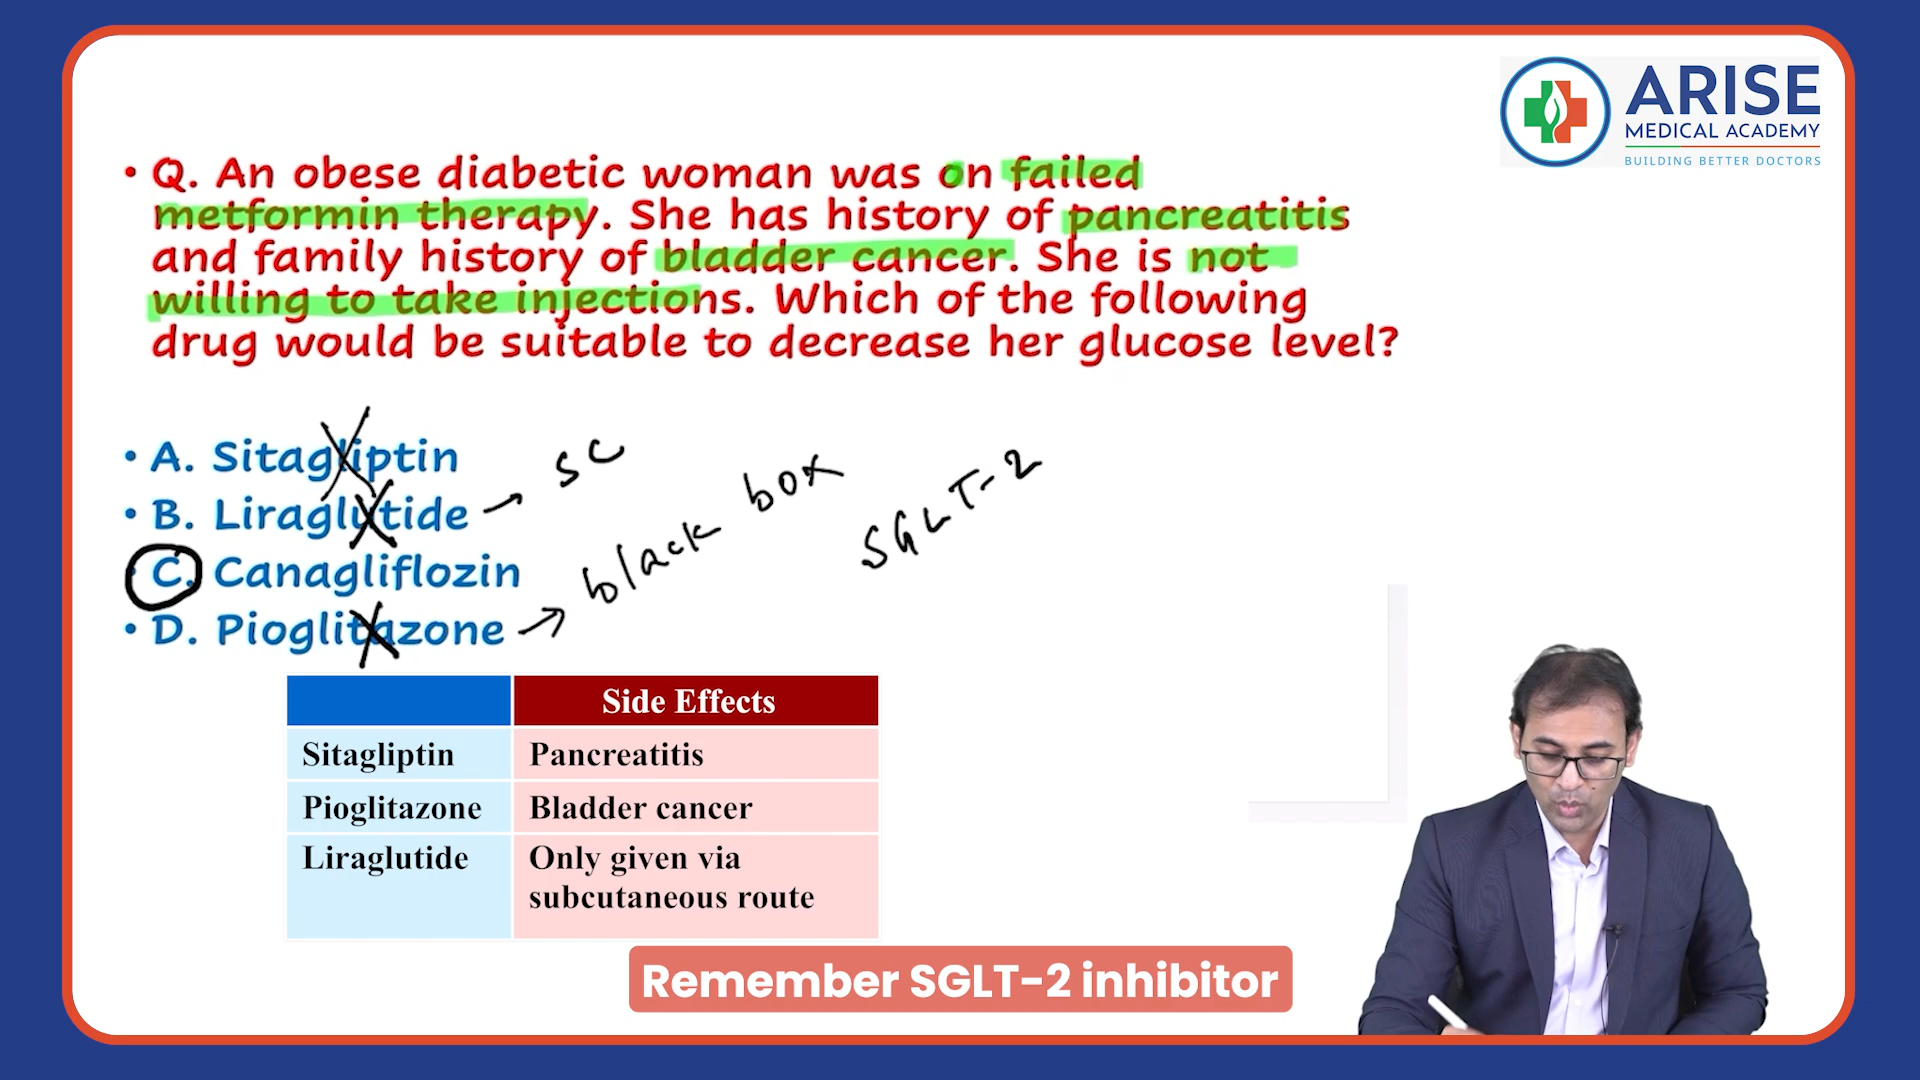 ARISE
MEDICAL ACADEMY
BUILDING BETTER DOCTORS
• Q. An obese diabetic woman was on failed
metformin therapy. She has history of pancreatitis
and family history of bladder cancer. She is not
willing to take injections. Which of the following
drug would be suitable to decrease her glucose level?
• A. Sitagliptin
• B. Liraglutide → SC
• C. Canagliflozin
• D. Pioglitazone → black box
SGLT-2
Side Effects
Sitagliptin Pancreatitis
Pioglitazone Bladder cancer
Liraglutide Only given via
subcutaneous route
Remember SGLT-2 inhibitor